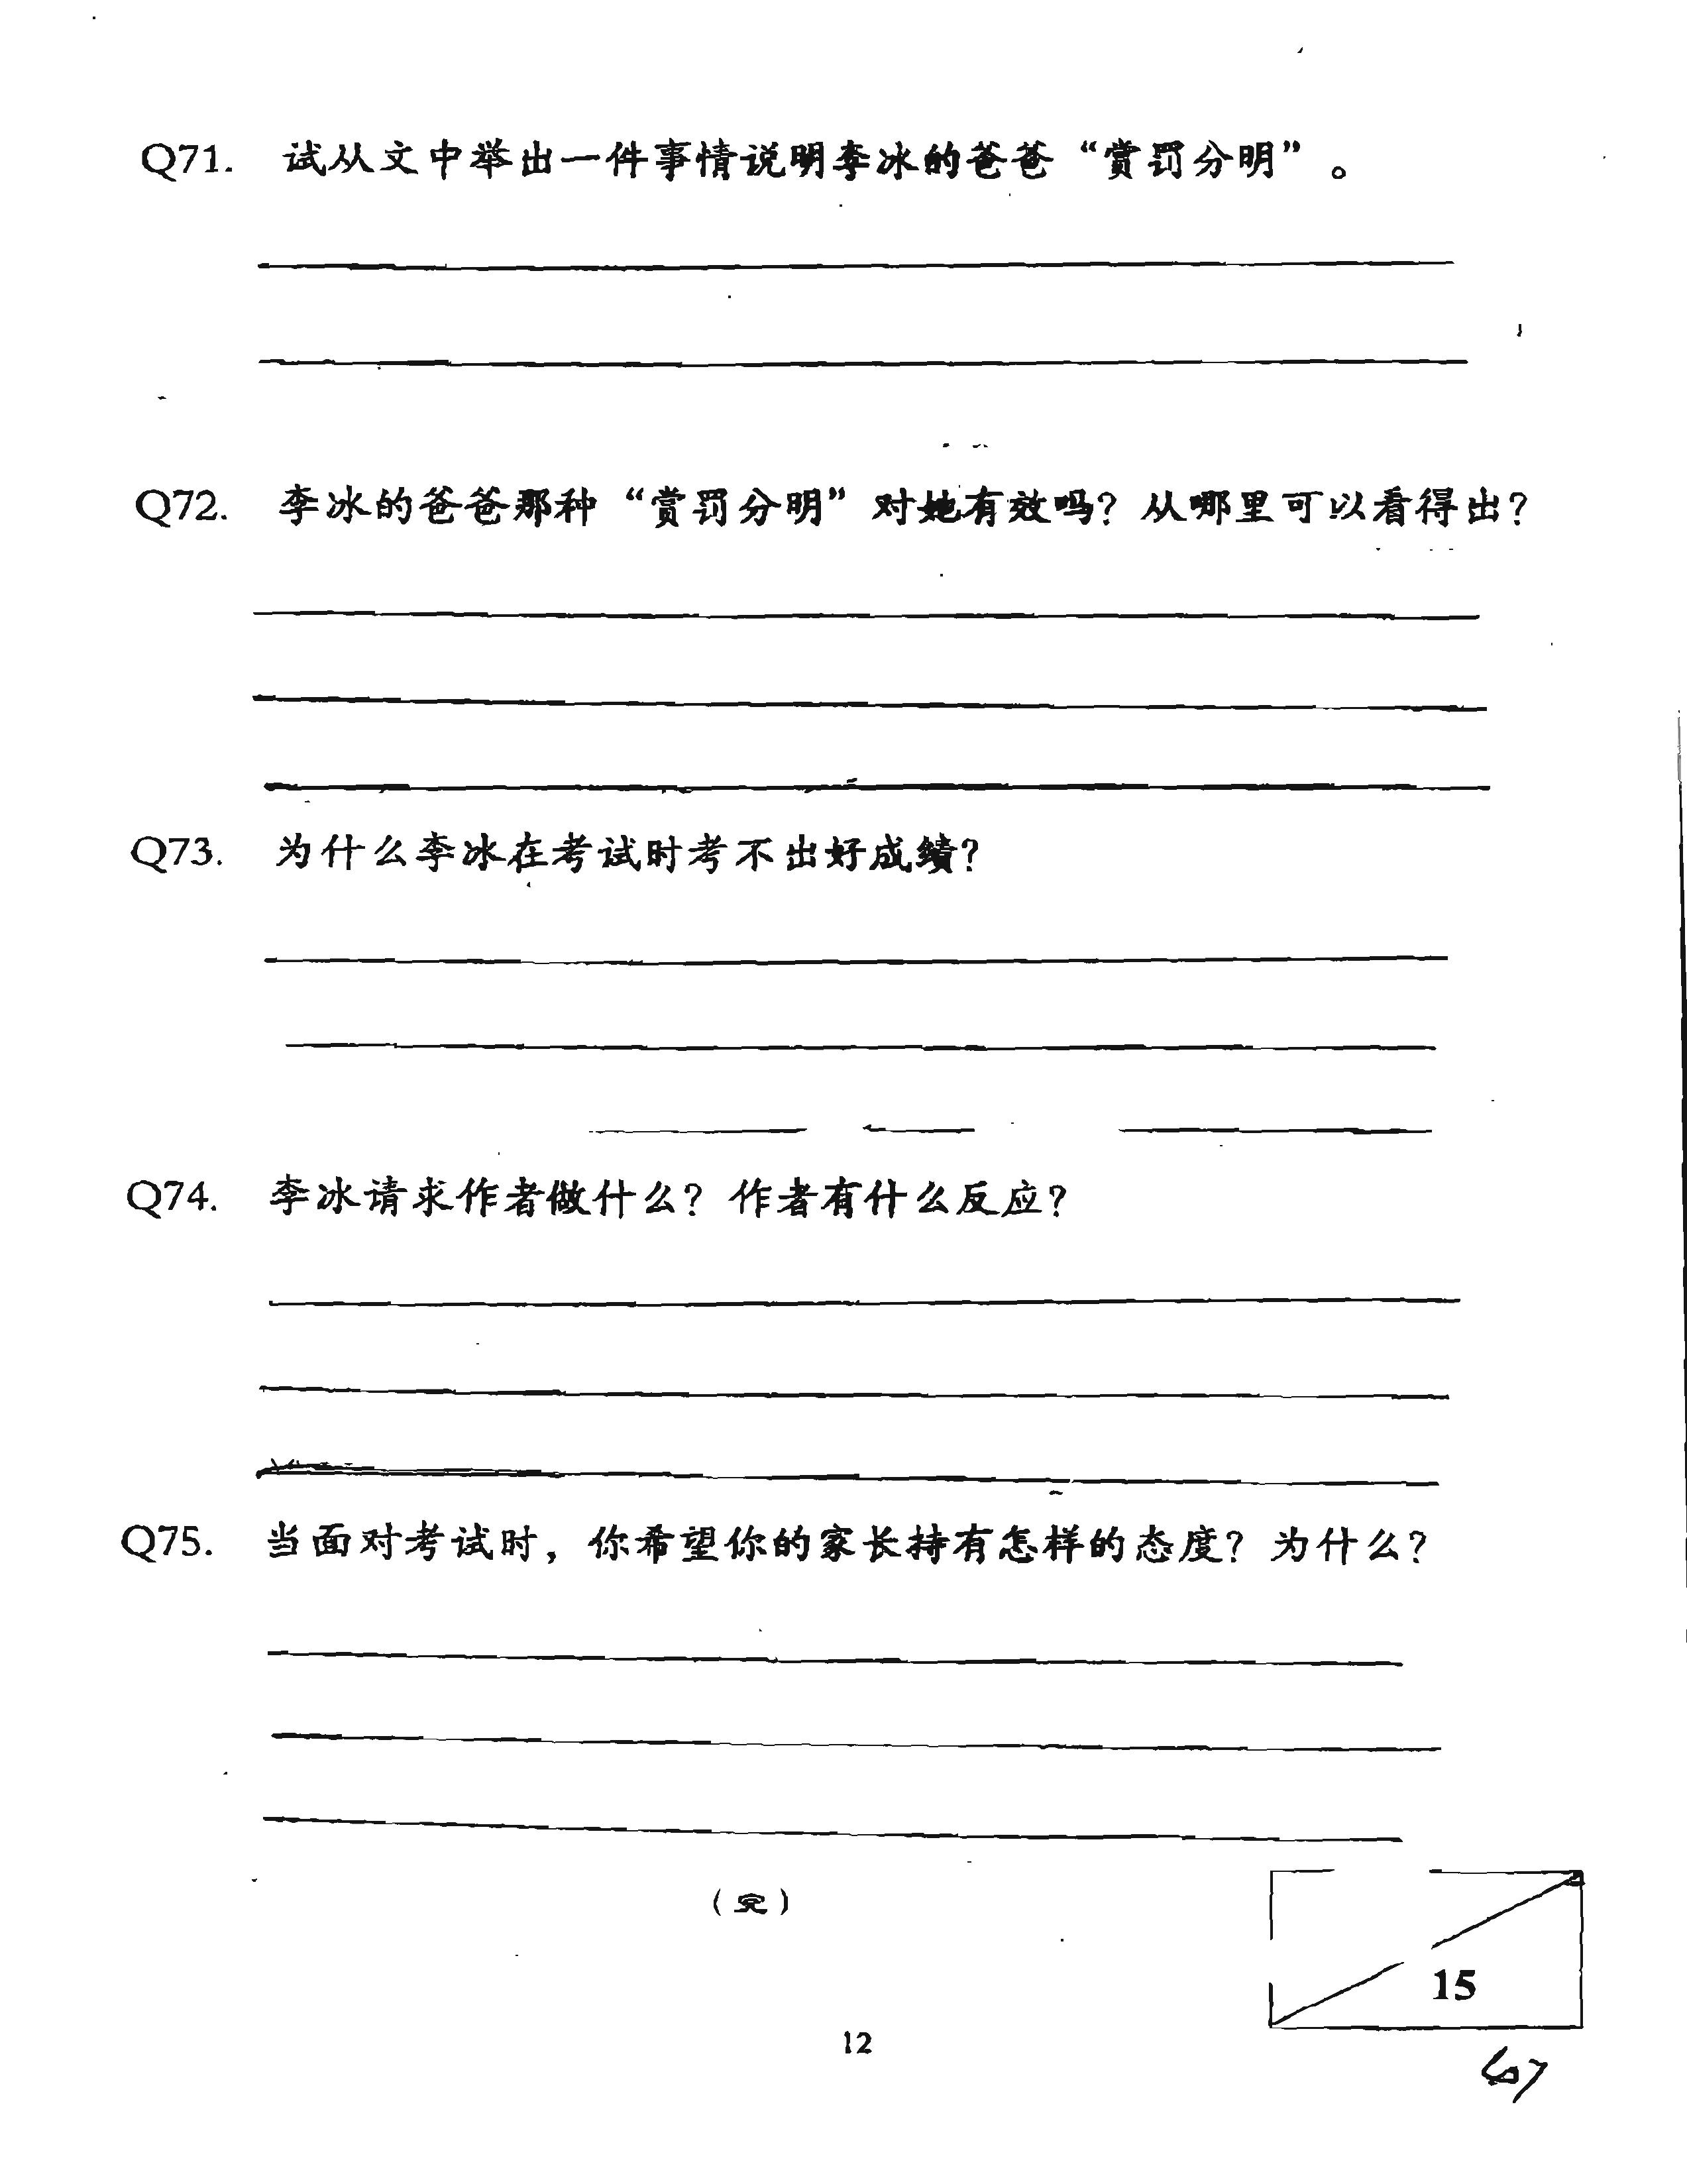 Q71. 试从文中举出一件事情说明李冰的爸爸“赏罚分明”。
Q72. 李冰的爸爸那种“赏罚分明”对她有效吗？从哪里可以看得出？
Q73. 为什么李冰在考试时考不出好成绩？
Q74. 李冰请求作者做什么？作者有什么反应？
Q75. 当面对考试时，你希望你的家长持有怎样的态度？为什么？
（完）
15
12